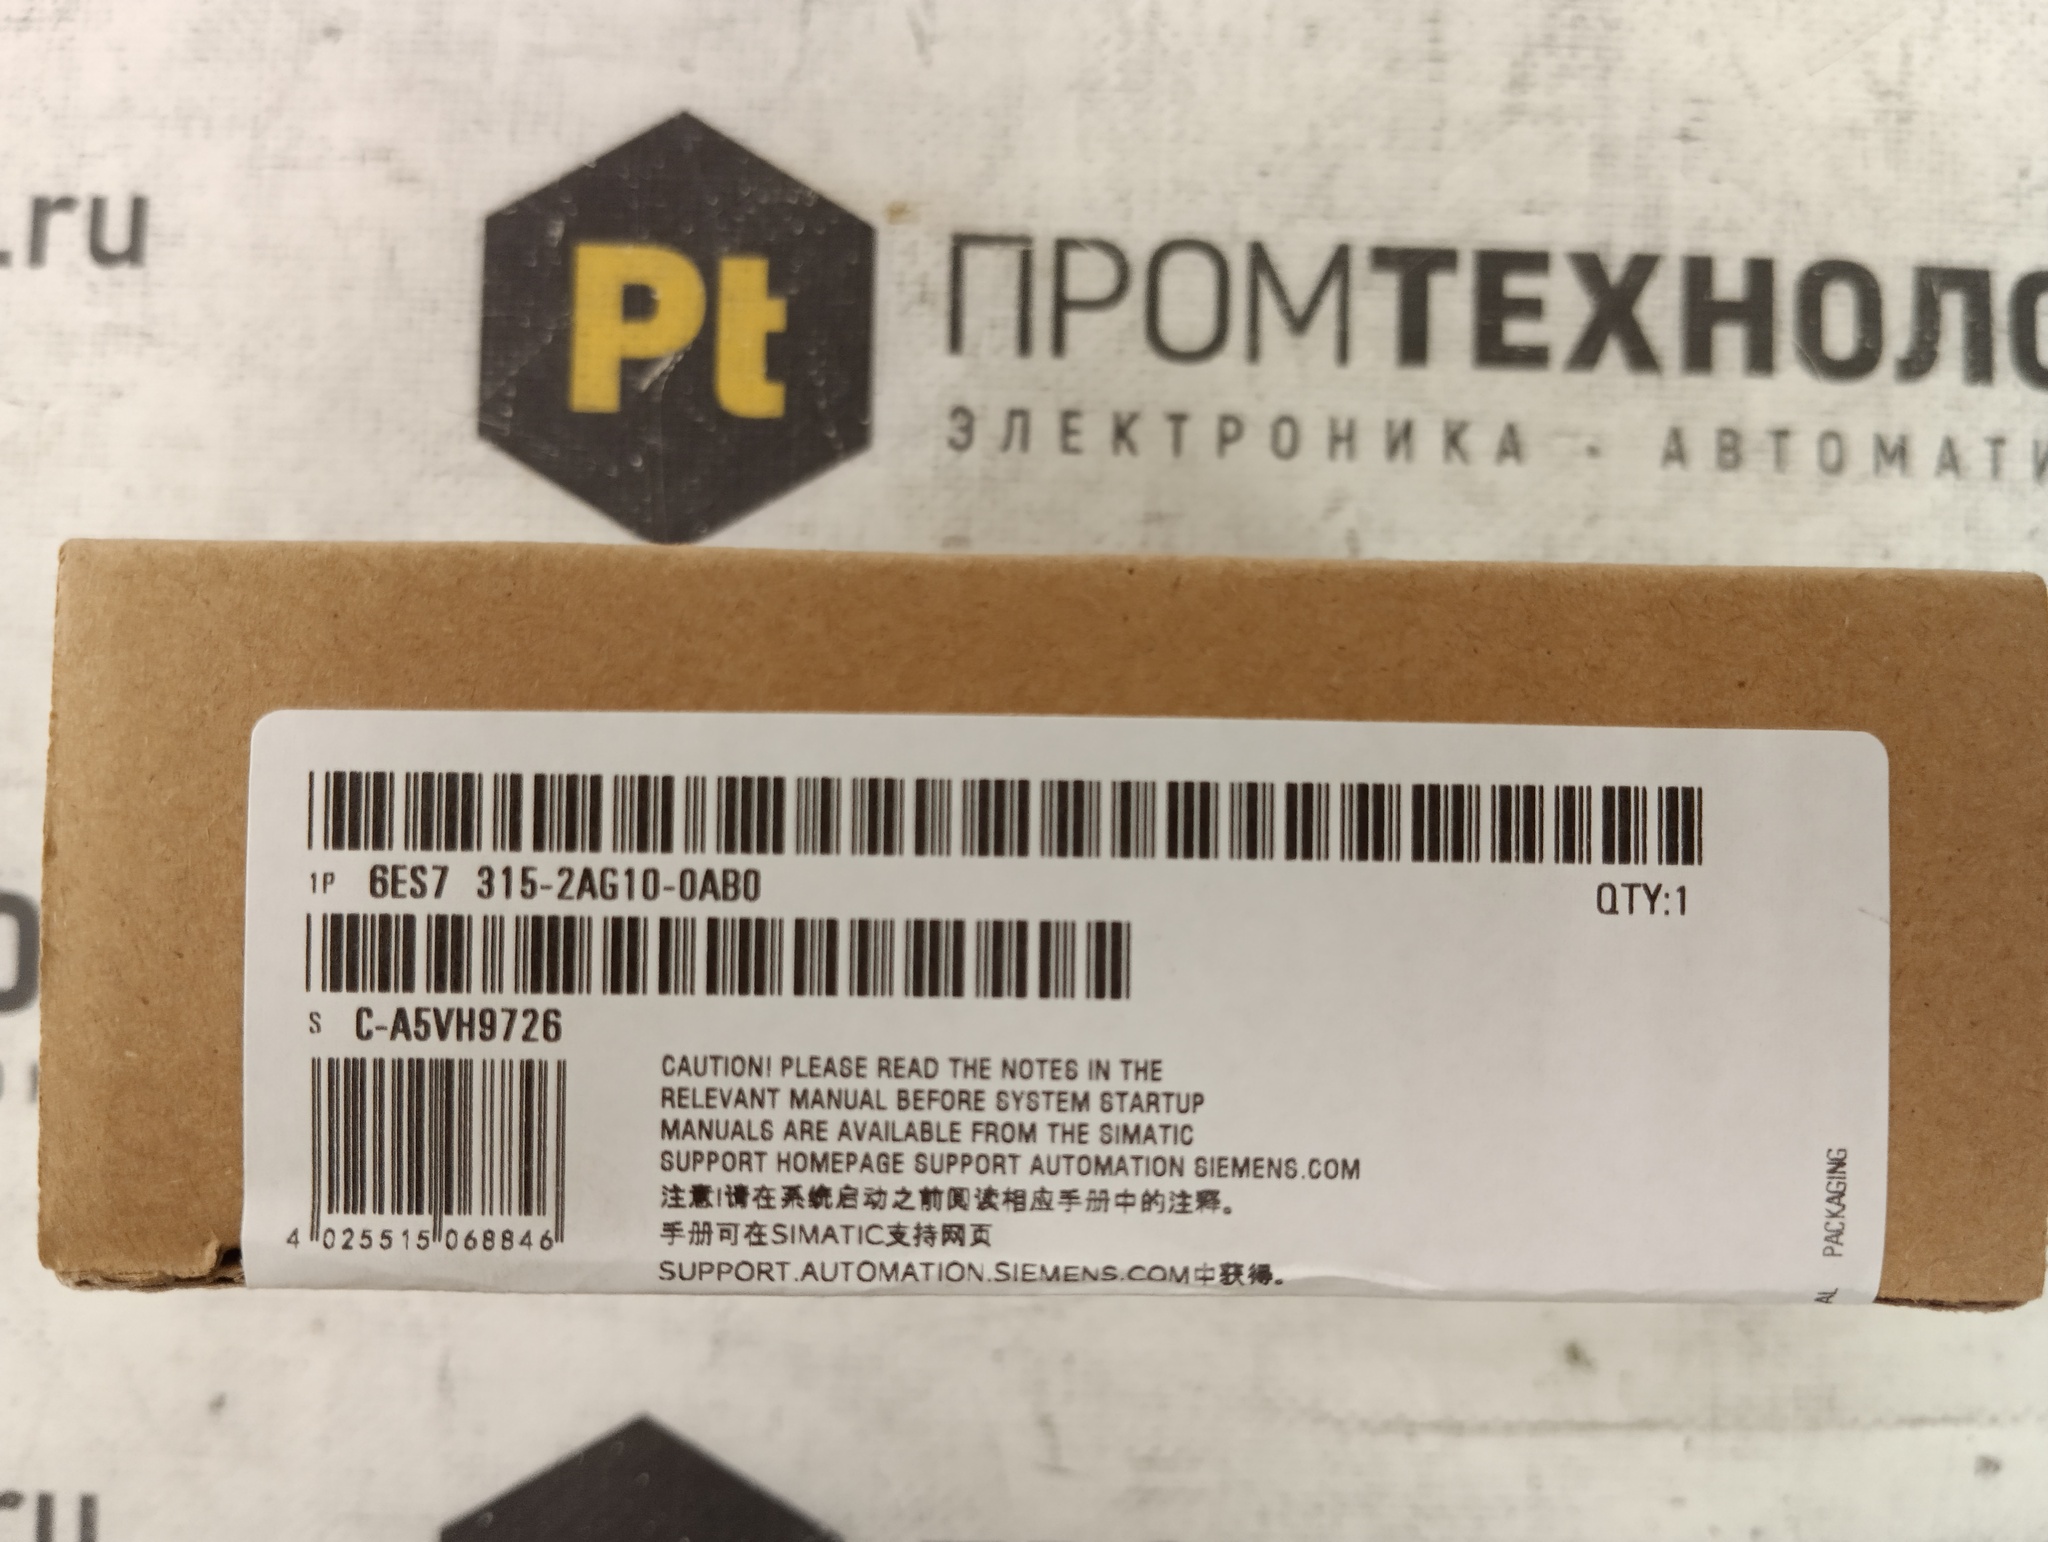 .ru
Pt
ПРОМТЕХНОЛО
ЭЛЕКТРОНИКА - АВТОМАТИ
1P 6ES7 315-2AG10-0AB0
QTY:1
S C-A5VH9726
4 025515 068846
CAUTION! PLEASE READ THE NOTES IN THE
RELEVANT MANUAL BEFORE SYSTEM STARTUP
MANUALS ARE AVAILABLE FROM THE SIMATIC
SUPPORT HOMEPAGE SUPPORT AUTOMATION SIEMENS.COM
注意!请在系统启动之前阅读相应手册中的注释。
手册可在SIMATIC支持网页
SUPPORT.AUTOMATION.SIEMENS.COM中获得。
AL PACKAGING
ru